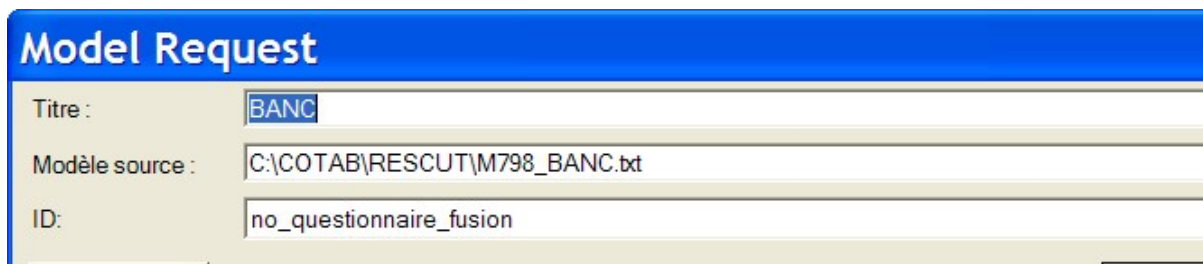 Model Request
Titre : BANC
Modèle source : C:\COTAB\RESCUT\M798_BANC.txt
ID: no_questionnaire_fusion